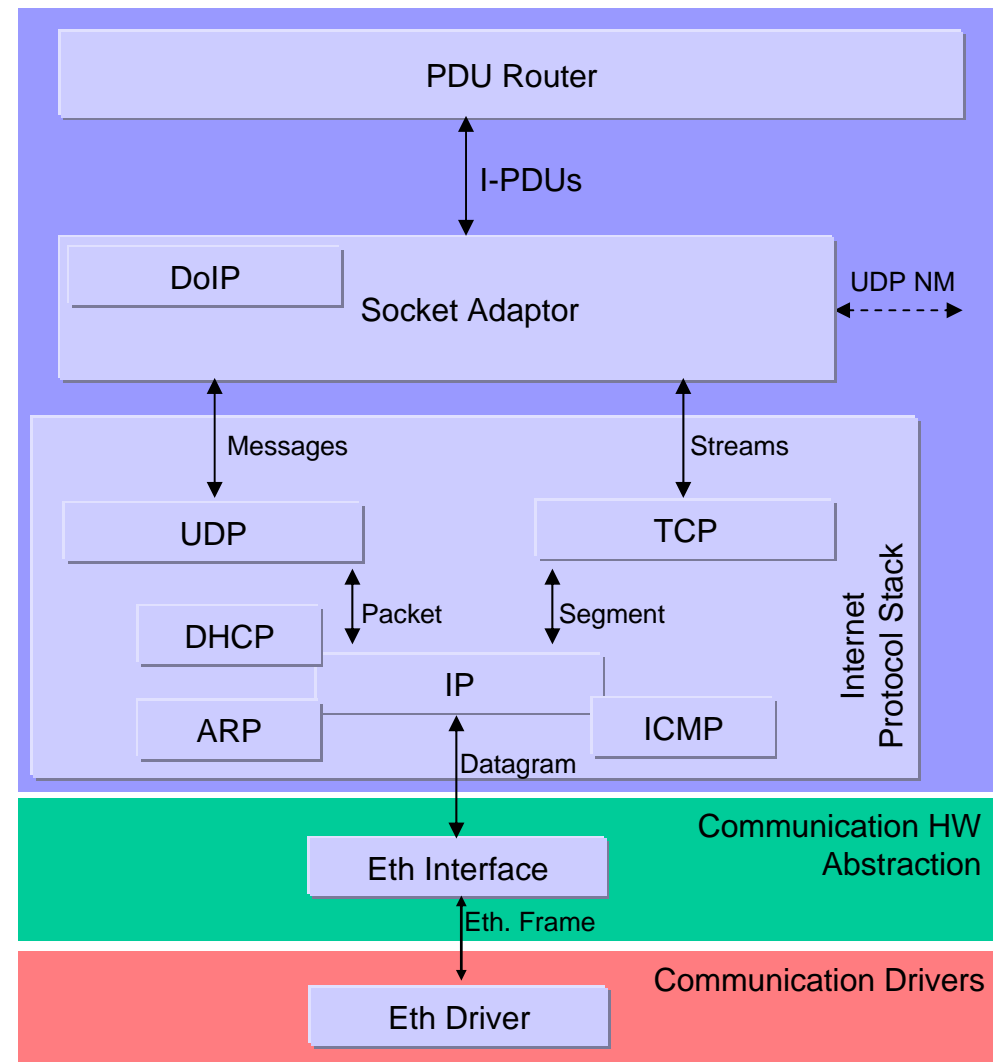 PDU Router
I-PDUs
DoIP
Socket Adaptor
UDP NM
Messages
Streams
UDP
TCP
Packet
Segment
DHCP
IP
ARP
ICMP
Internet
Protocol Stack
Datagram
Communication HW
Abstraction
Eth Interface
Eth. Frame
Communication Drivers
Eth Driver